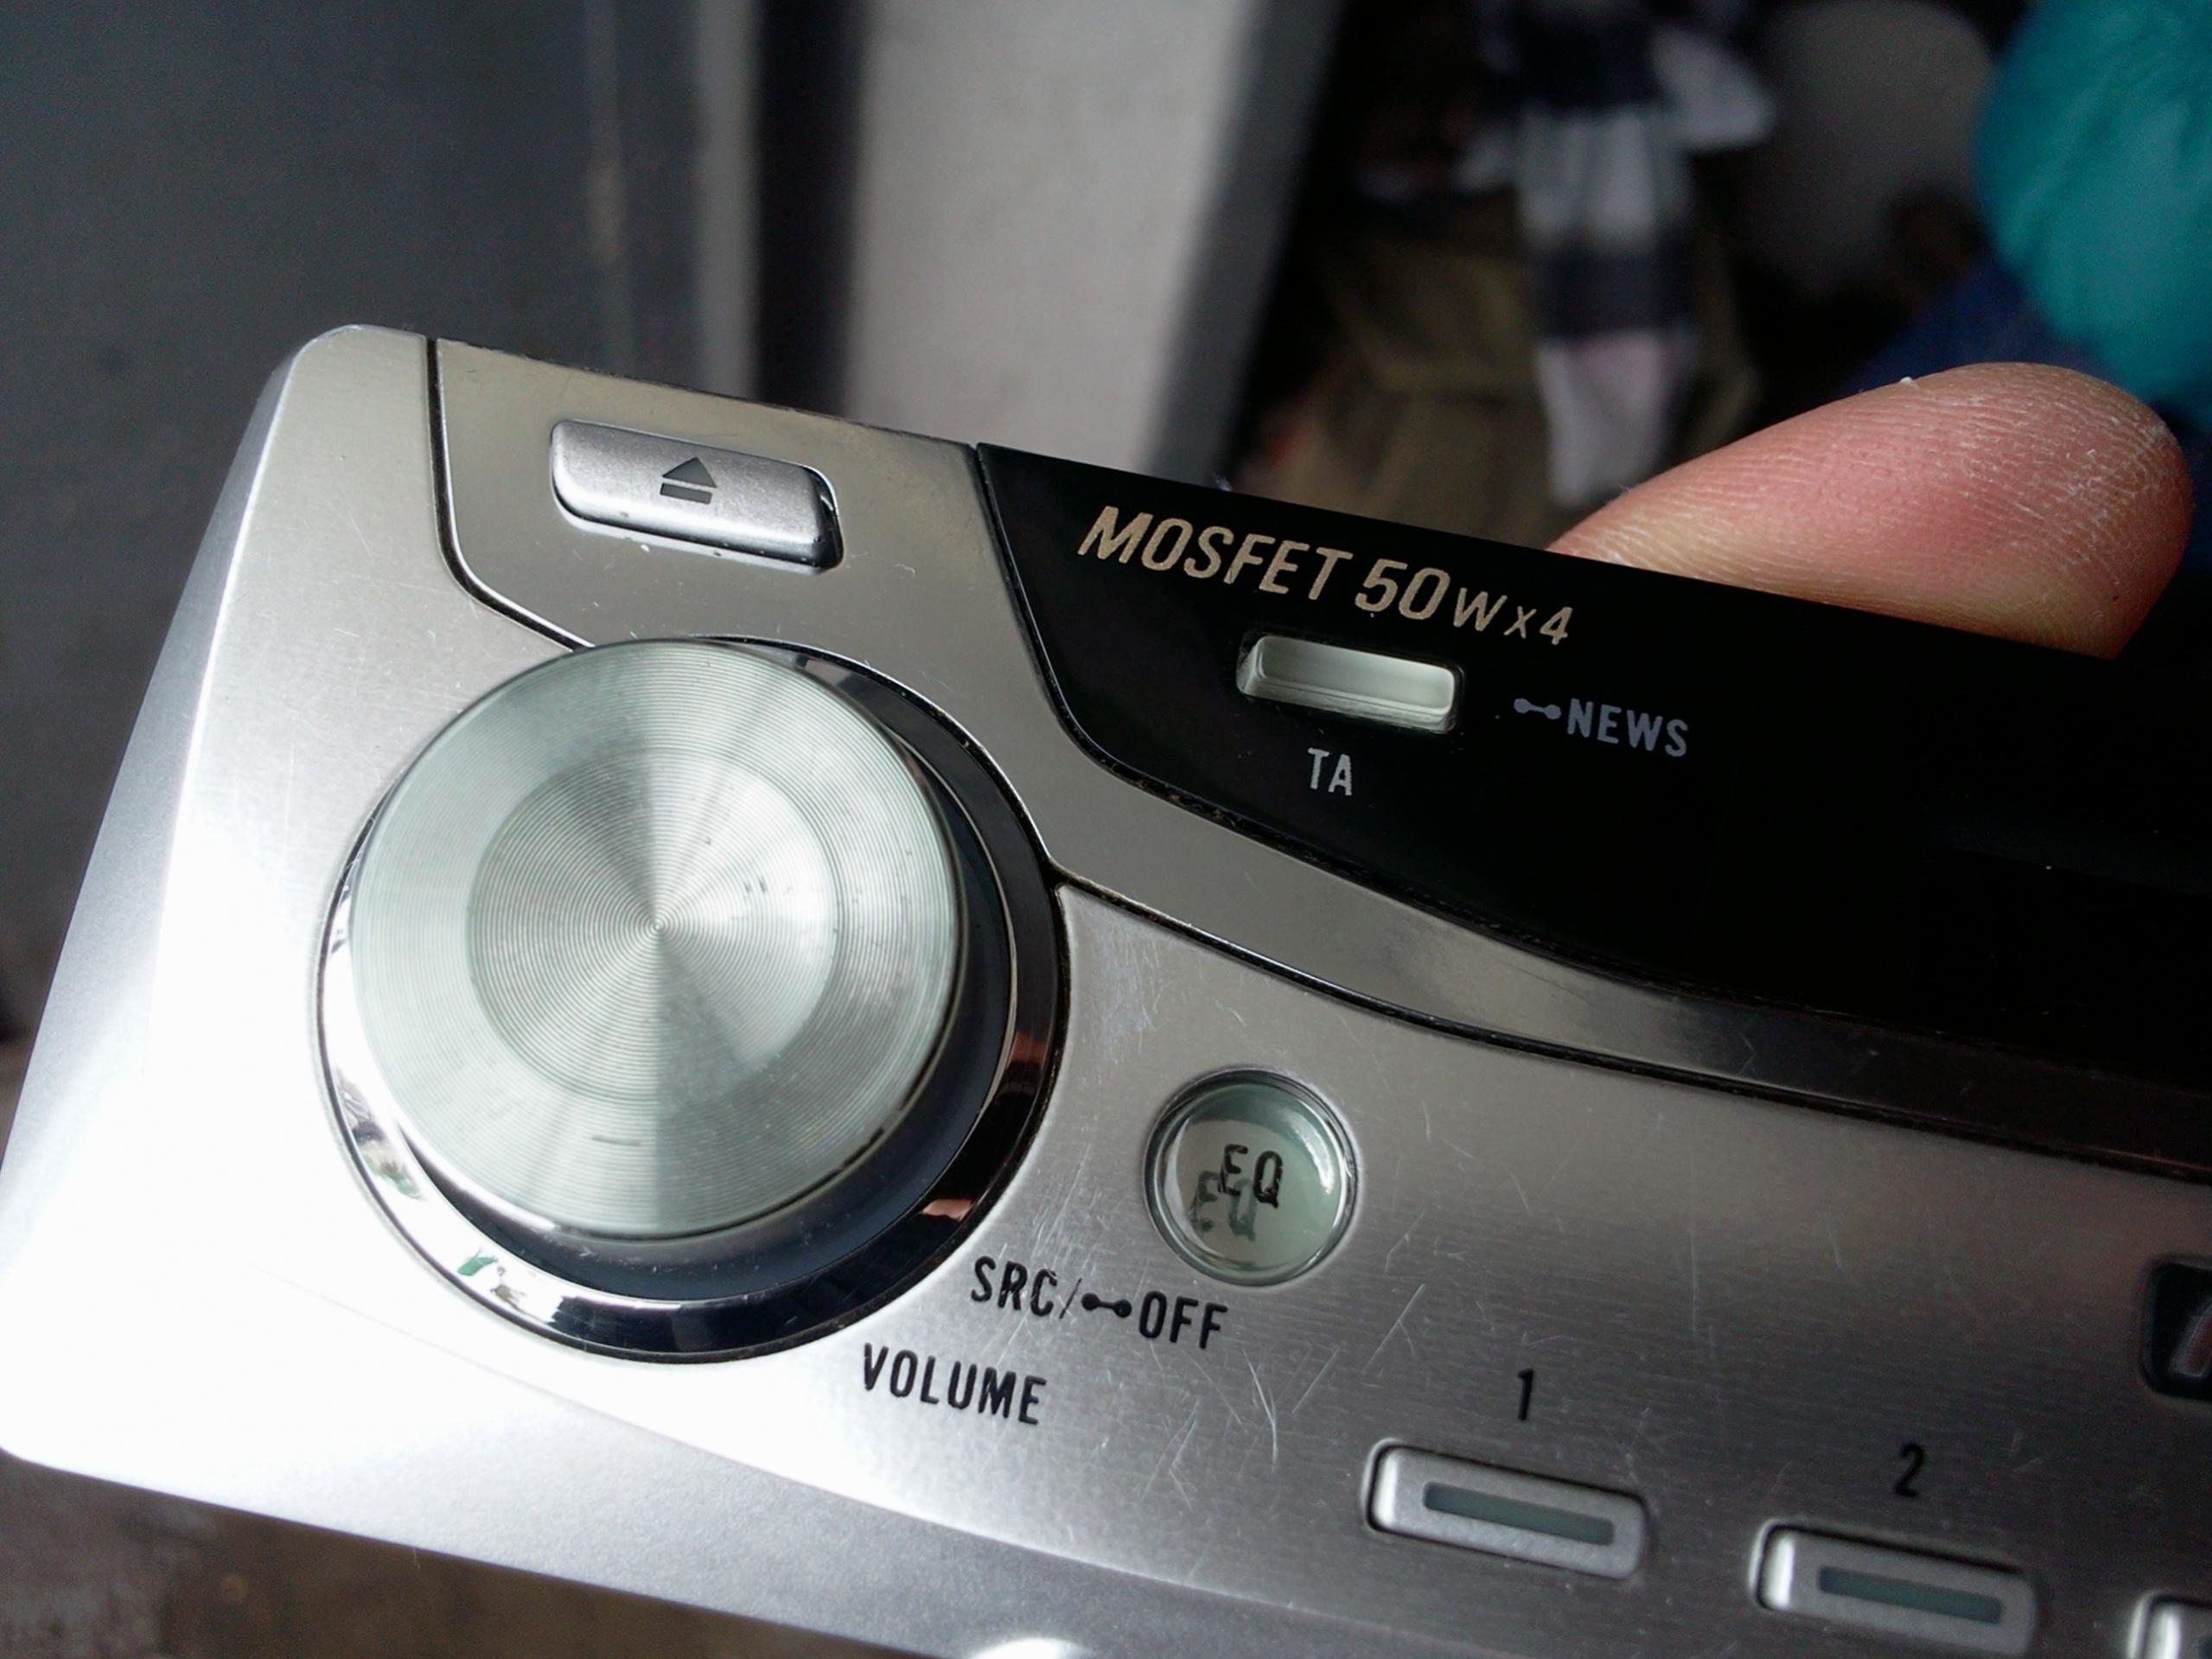 MOSFET 50W x 4
NEWS
TA
EQ
SRC/ OFF
VOLUME
1
2